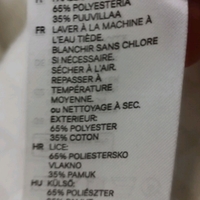 65% POLYESTERIA
35% PUUVILLAA
FR LAVER À LA MACHINE À
L'EAU TIÈDE.
BLANCHIR SANS CHLORE
SI NÉCESSAIRE.
SÉCHER À L'AIR.
REPASSER À
TEMPÉRATURE
MOYENNE.
ou NETTOYAGE À SEC.
EXTERIEUR:
65% POLYESTER
35% COTON
HR LICE:
65% POLIESTERSKO
VLAKNO
35% PAMUK
HU KÜLSŐ:
65% POLIÉSZTER